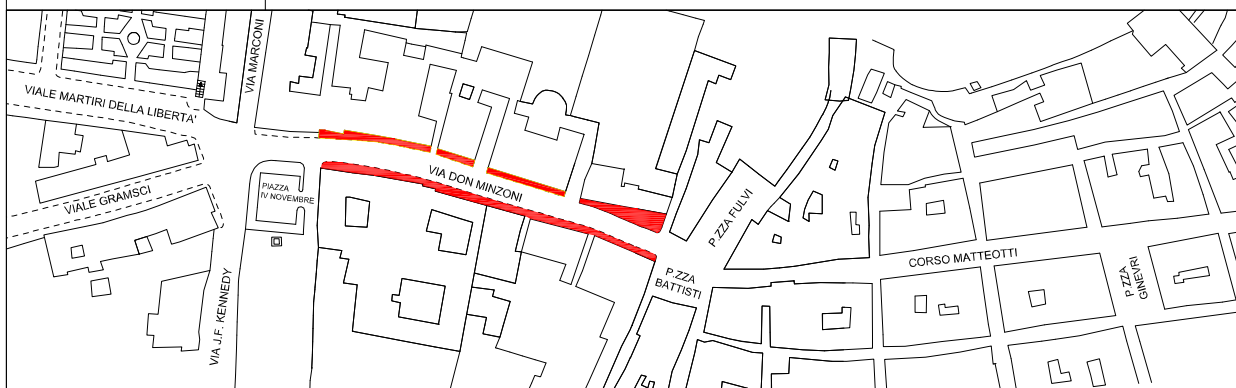 VIA MARCONI
VIALE MARTIRI DELLA LIBERTA'
VIALE GRAMSCI
PIAZZA
IV NOVEMBRE
VIA J.F. KENNEDY
VIA DON MINZONI
P.ZZA FULVI
P.ZZA
BATTISTI
CORSO MATTEOTTI
P.ZZA
GINEVRI